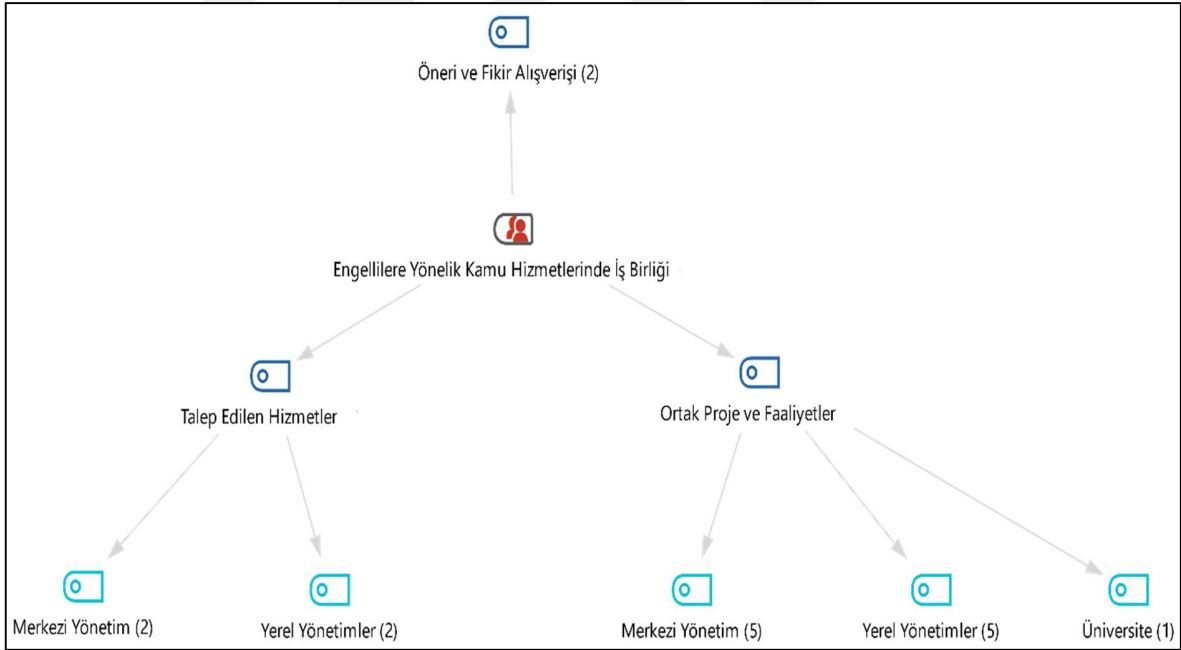 Öneri ve Fikir Alışverişi (2)
Engellilere Yönelik Kamu Hizmetlerinde İş Birliği
Talep Edilen Hizmetler
Ortak Proje ve Faaliyetler
Merkezi Yönetim (2)
Yerel Yönetimler (2)
Merkezi Yönetim (5)
Yerel Yönetimler (5)
Üniversite (1)